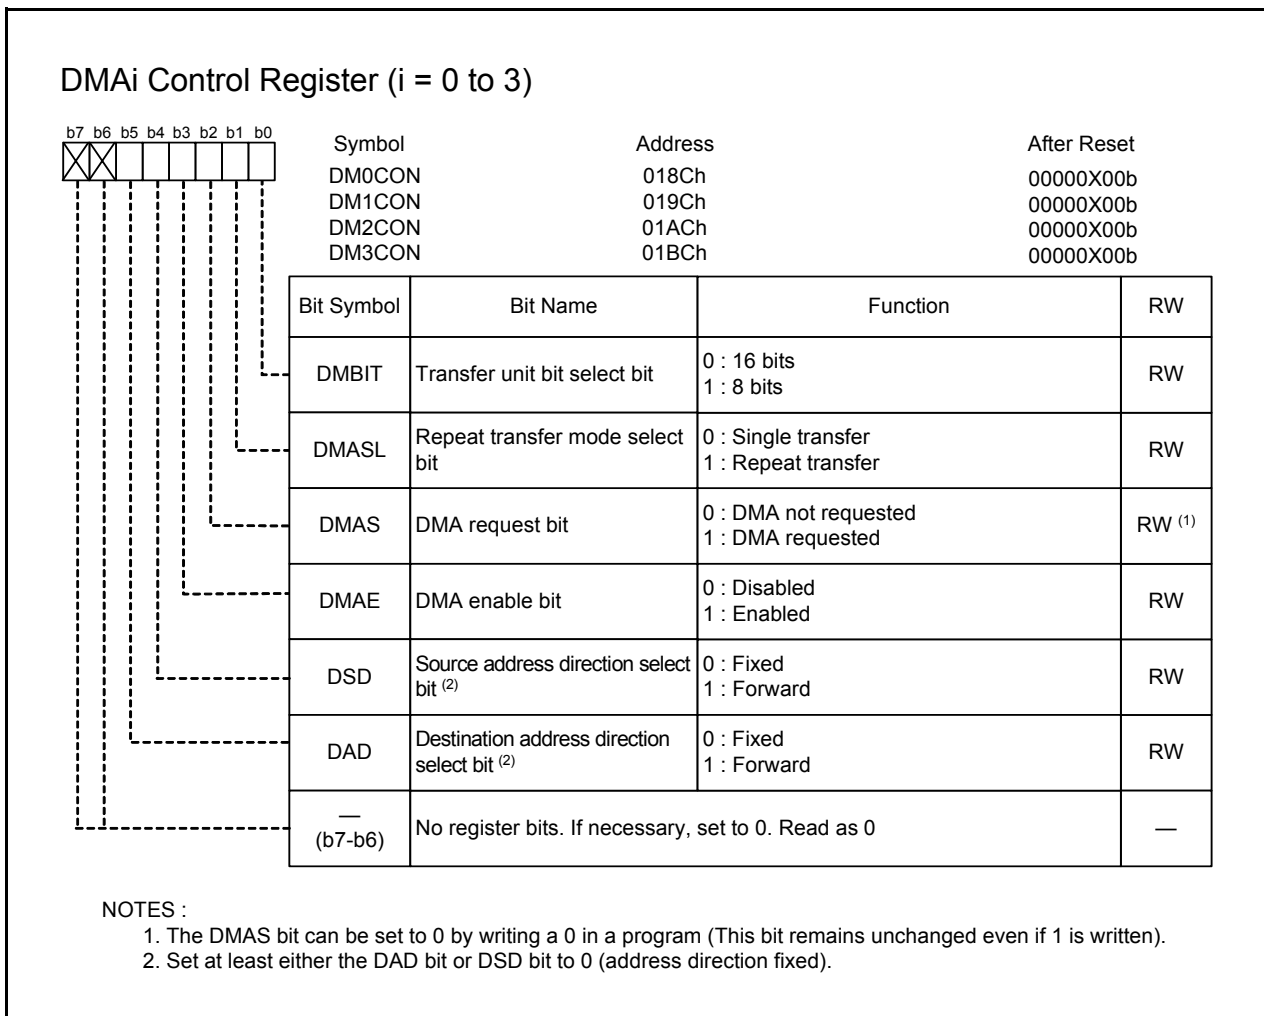 DMAi Control Register (i = 0 to 3)
b7 b6 b5 b4 b3 b2 b1 b0
Symbol Address After Reset
DM0CON 018Ch 00000X00b
DM1CON 019Ch 00000X00b
DM2CON 01ACh 00000X00b
DM3CON 01BCh 00000X00b
Bit Symbol Bit Name Function RW
DMBIT Transfer unit bit select bit 0 : 16 bits RW
1 : 8 bits
DMASL Repeat transfer mode select 0 : Single transfer RW
bit 1 : Repeat transfer
DMAS DMA request bit 0 : DMA not requested RW (1)
1 : DMA requested
DMAE DMA enable bit 0 : Disabled RW
1 : Enabled
DSD Source address direction select 0 : Fixed RW
bit (2) 1 : Forward
DAD Destination address direction 0 : Fixed RW
select bit (2) 1 : Forward
— No register bits. If necessary, set to 0. Read as 0 —
(b7-b6)
NOTES :
1. The DMAS bit can be set to 0 by writing a 0 in a program (This bit remains unchanged even if 1 is written).
2. Set at least either the DAD bit or DSD bit to 0 (address direction fixed).